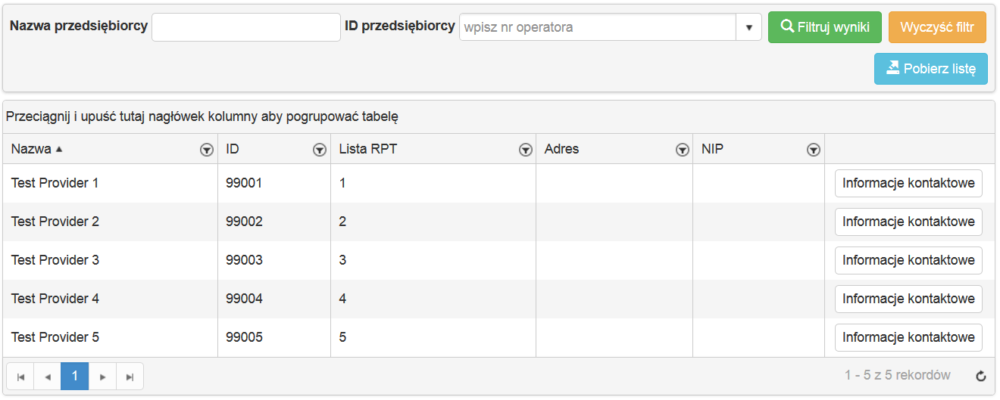 Nazwa przedsiębiorcy ID przedsiębiorcy wpisz nr operatora Filtruj wyniki Wyczyść filtr
Pobierz listę
Przeciągnij i upuść tutaj nagłówek kolumny aby pogrupować tabelę
Nazwa ID Lista RPT Adres NIP
Test Provider 1 99001 1 Informacje kontaktowe
Test Provider 2 99002 2 Informacje kontaktowe
Test Provider 3 99003 3 Informacje kontaktowe
Test Provider 4 99004 4 Informacje kontaktowe
Test Provider 5 99005 5 Informacje kontaktowe
1 1 - 5 z 5 rekordów